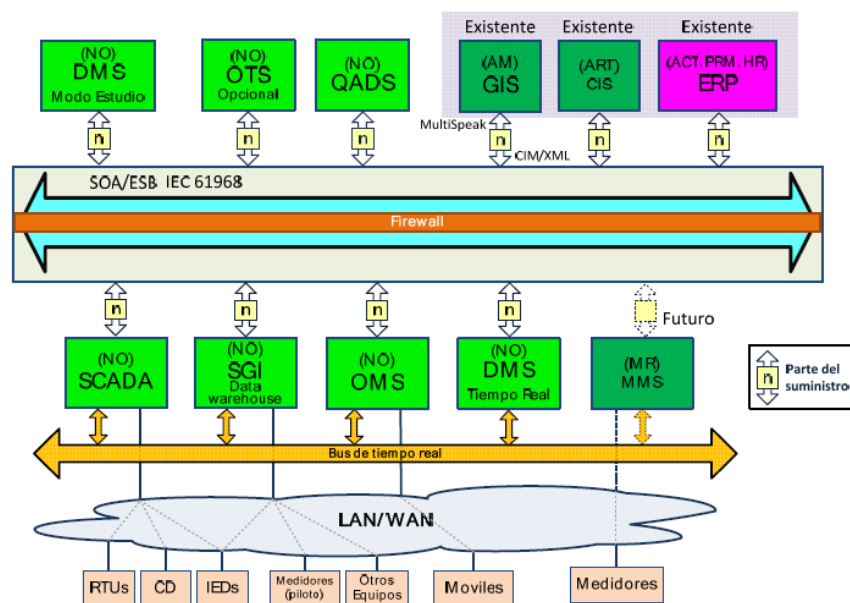 Existente
Existente
Existente
(NO)
DMS
Modo Estudio
(NO)
OTS
Opcional
(NO)
QADS
(AM)
GIS
(ART)
CIS
(ACT, PRM, HR)
ERP
n
n
n
MultiSpeak
n
CIM/XML
n
n
SOA/ESB IEC 61968
Firewall
n
n
n
n
Futuro
(NO)
SCADA
(NO)
SGI
Data
warehouse
(NO)
OMS
(NO)
DMS
Tiempo Real
(MR)
MMS
n
Parte del
suministro
Bus de tiempo real
LAN/WAN
RTUs
CD
IEDs
Medidores
(piloto)
Otros
Equipos
Moviles
Medidores